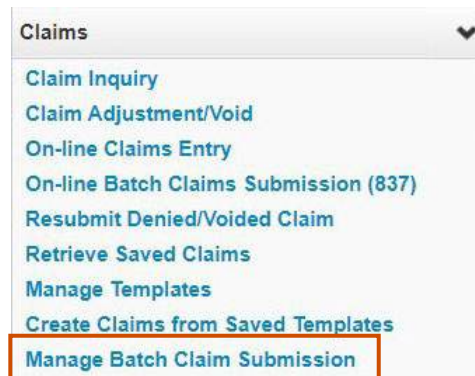 Claims
Claim Inquiry
Claim Adjustment/Void
On-line Claims Entry
On-line Batch Claims Submission (837)
Resubmit Denied/Voided Claim
Retrieve Saved Claims
Manage Templates
Create Claims from Saved Templates
Manage Batch Claim Submission